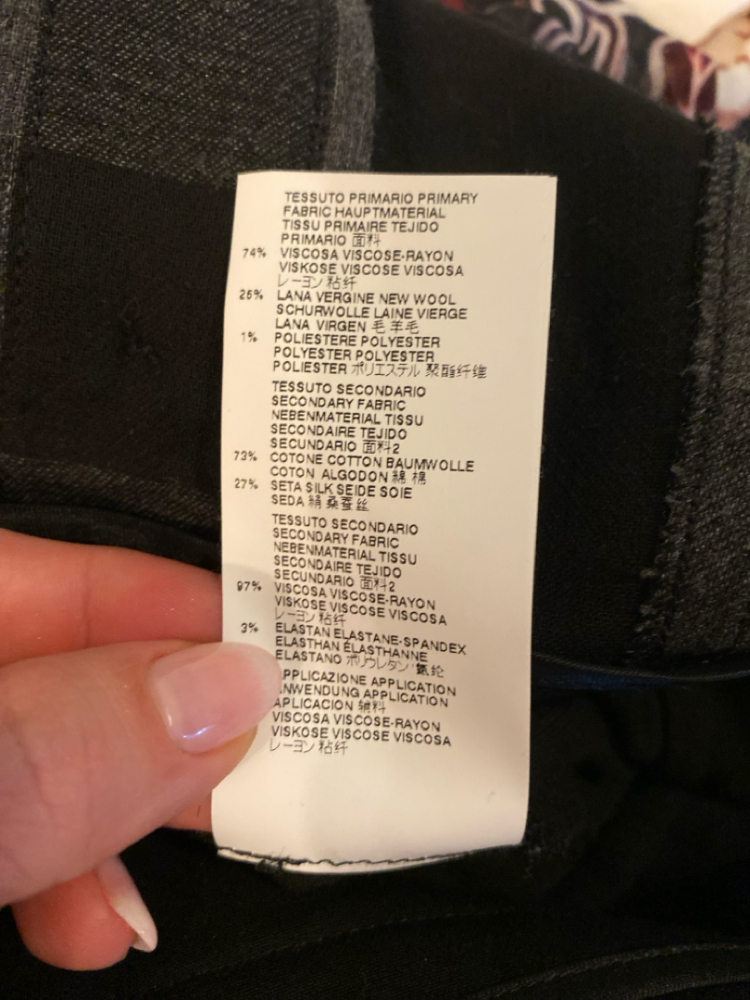 TESSUTO PRIMARIO PRIMARY
FABRIC HAUPTMATERIAL
TISSU PRIMAIRE TEJIDO
PRIMARIO 面料
74% VISCOSA VISCOSE-RAYON
VISKOSE VISCOSE VISCOSA
レーヨン 粘纤
25% LANA VERGINE NEW WOOL
SCHURWOLLE LAINE VIERGE
LANA VIRGEN 毛 羊毛
1% POLIESTERE POLYESTER
POLYESTER POLYESTER
POLIESTER ポリエステル 聚酯纤维
TESSUTO SECONDARIO
SECONDARY FABRIC
NEBENMATERIAL TISSU
SECONDAIRE TEJIDO
SECUNDARIO 面料2
73% COTONE COTTON BAUMWOLLE
COTON ALGODON 綿 棉
27% SETA SILK SEIDE SOIE
SEDA 絹 桑蚕丝
TESSUTO SECONDARIO
SECONDARY FABRIC
NEBENMATERIAL TISSU
SECONDAIRE TEJIDO
SECUNDARIO 面料2
97% VISCOSA VISCOSE-RAYON
VISKOSE VISCOSE VISCOSA
レーヨン 粘纤
3% ELASTAN ELASTANE-SPANDEX
ELASTHAN ÉLASTHANNE
ELASTANO ポリウレタン 氨纶
APPLICAZIONE APPLICATION
ANWENDUNG APPLICATION
APLICACION 辅料
VISCOSA VISCOSE-RAYON
VISKOSE VISCOSE VISCOSA
レーヨン 粘纤